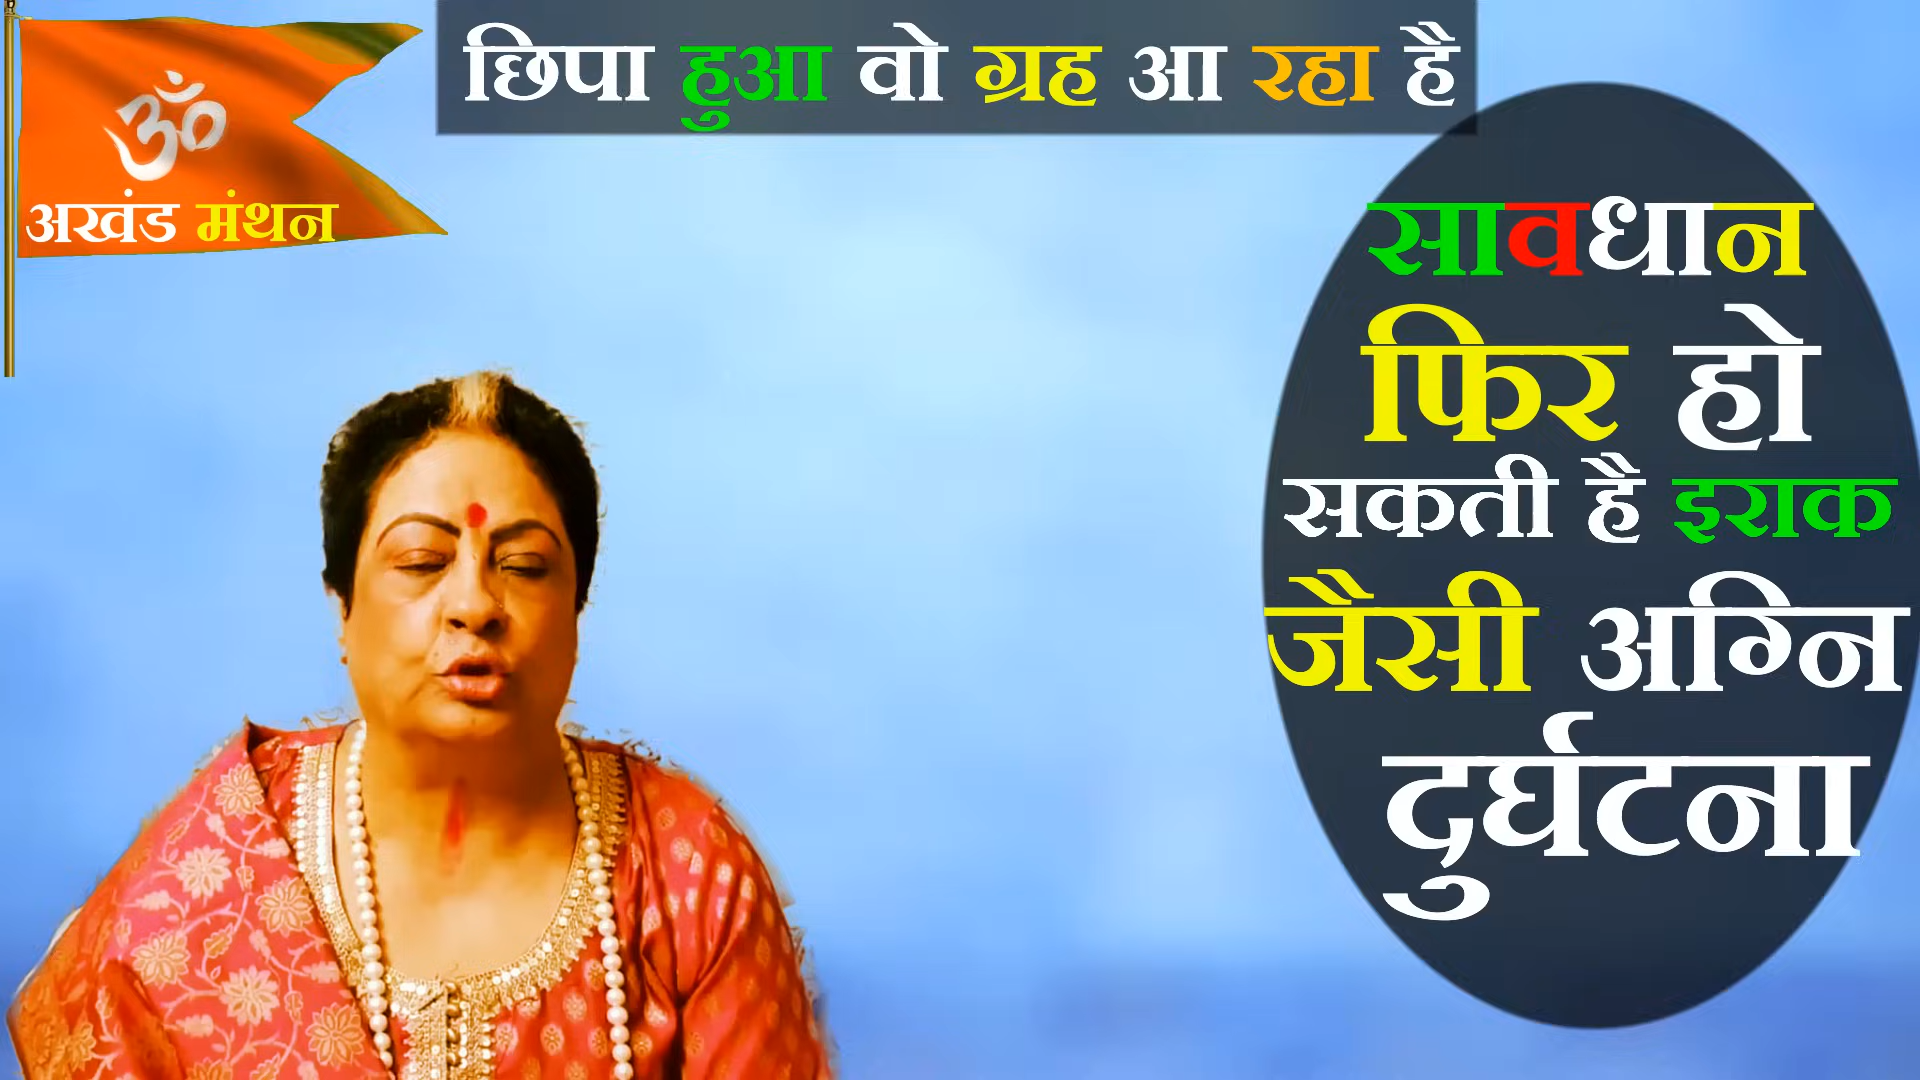 छिपा हुआ वो ग्रह आ रहा है
ॐ
अखंड मंथन
सावधान
फिर हो
सकती है इराक
जैसी अग्नि
दुर्घटना